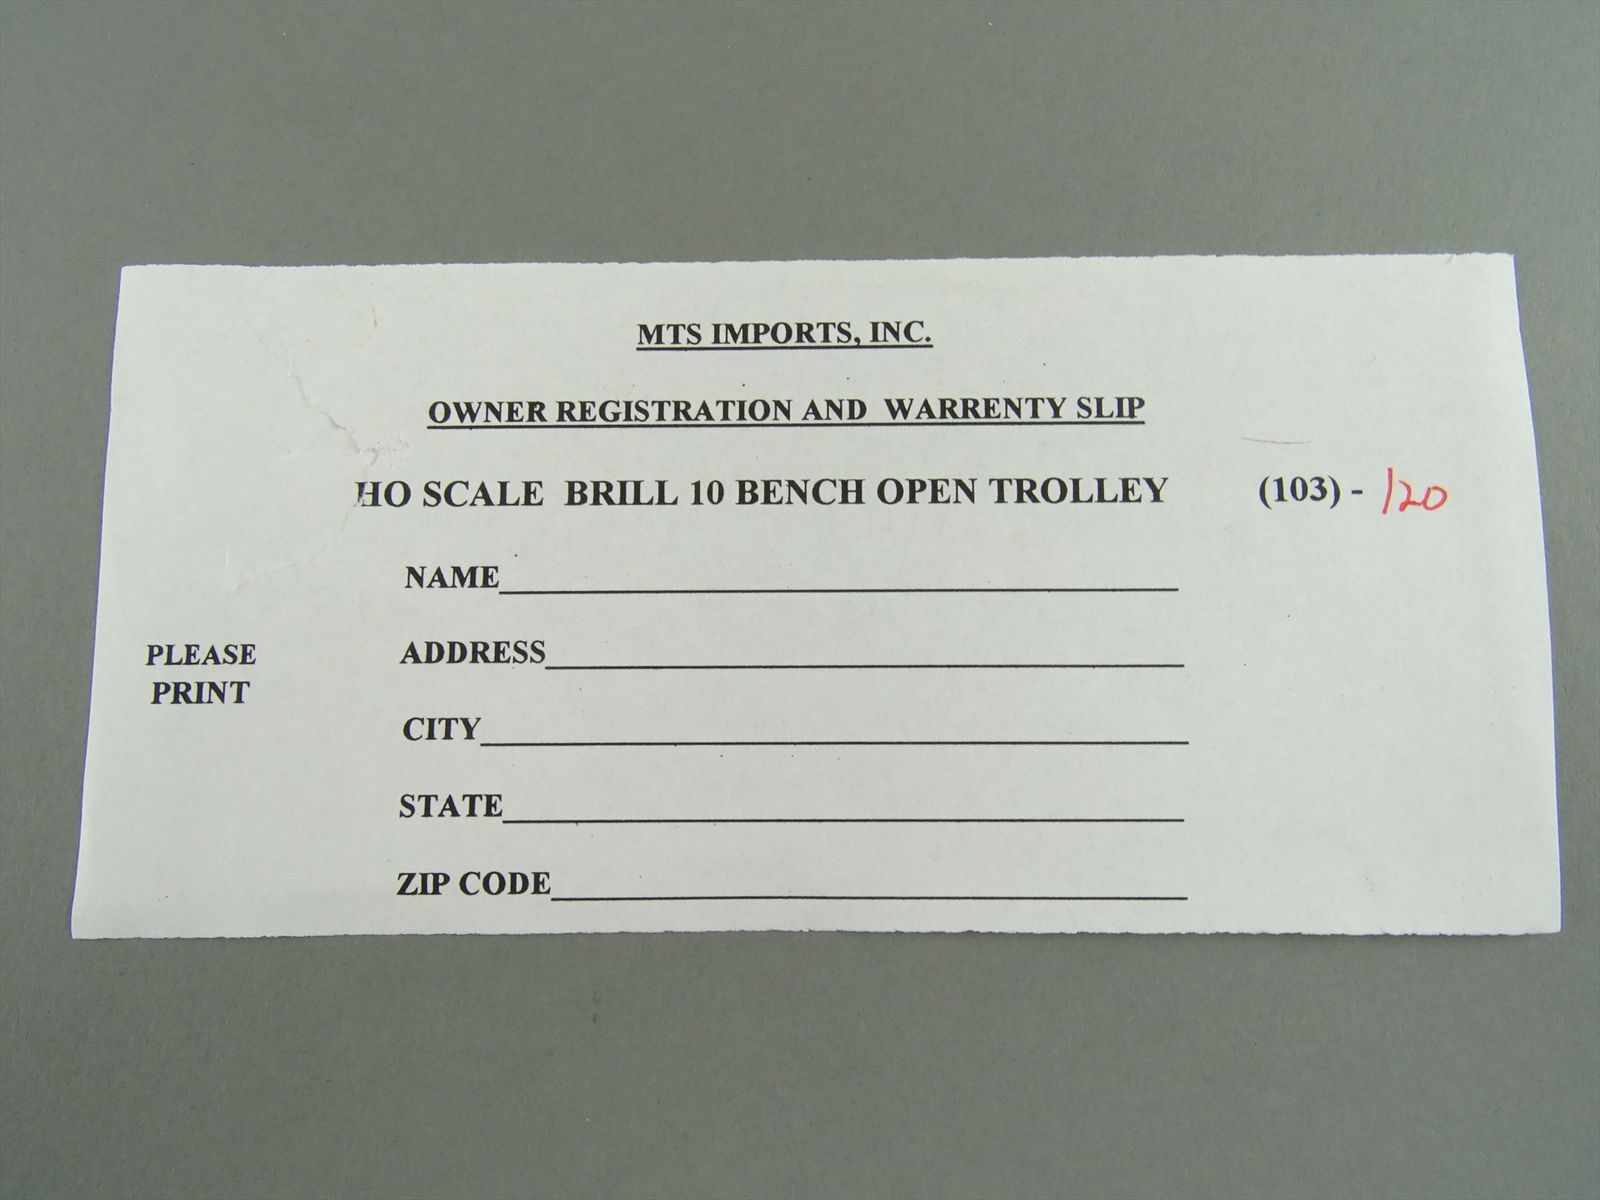 MTS IMPORTS, INC.
OWNER REGISTRATION AND WARRENTY SLIP
HO SCALE BRILL 10 BENCH OPEN TROLLEY (103) - 120
NAME
ADDRESS
PLEASE
PRINT
CITY
STATE
ZIP CODE